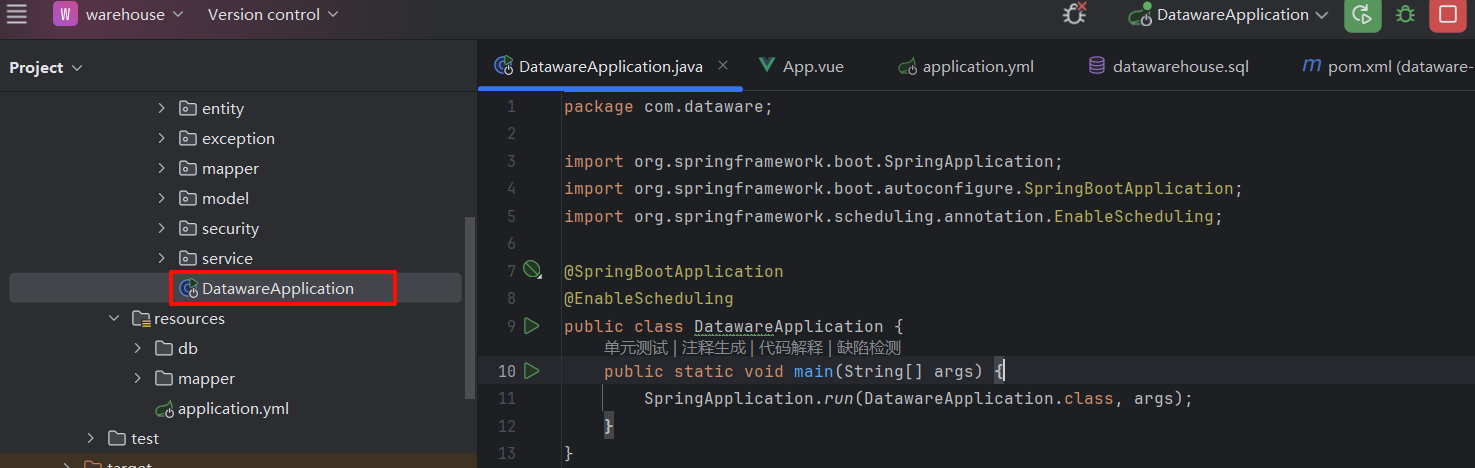 W warehouse Version control DatawareApplication
Project
DatawareApplication.java App.vue application.yml datawarehouse.sql pom.xml (dataware-
entity
exception
mapper
model
security
service
DatawareApplication
resources
db
mapper
application.yml
test
target
1 package com.dataware;
2
3 import org.springframework.boot.SpringApplication;
4 import org.springframework.boot.autoconfigure.SpringBootApplication;
5 import org.springframework.scheduling.annotation.EnableScheduling;
6
7 @SpringBootApplication
8 @EnableScheduling
9 public class DatawareApplication {
单元测试 | 注释生成 | 代码解释 | 缺陷检测
10 public static void main(String[] args) {
11 SpringApplication.run(DatawareApplication.class, args);
12 }
13 }